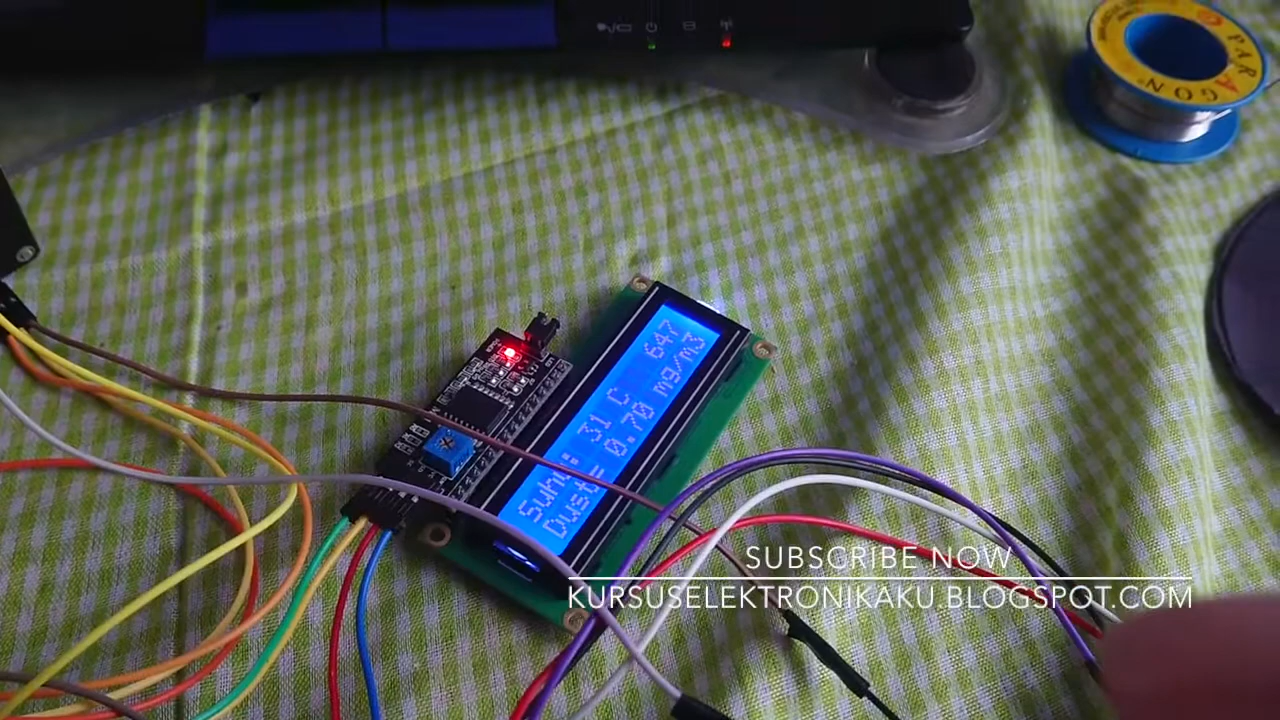 PARAGON
Suhu: 31 C 647
Dust= 0.70 mg/m3
SUBSCRIBE NOW
KURSUSELEKTRONIKAKU.BLOGSPOT.COM